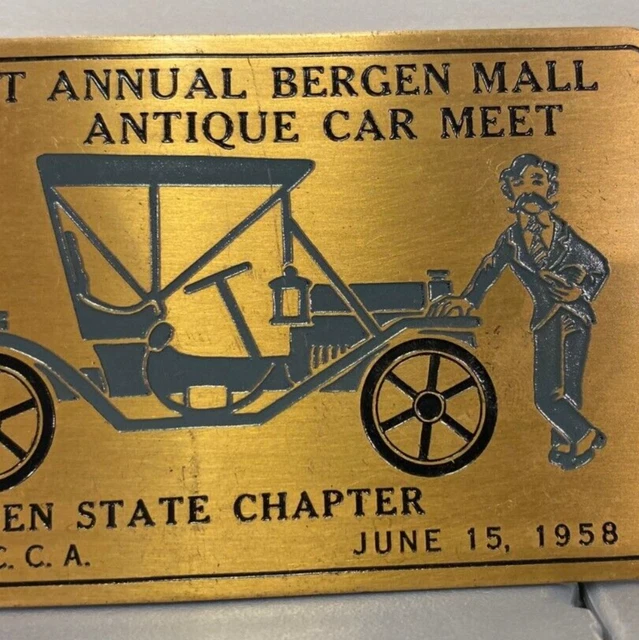 T ANNUAL BERGEN MALL
ANTIQUE CAR MEET
EN STATE CHAPTER
C. C. A.
JUNE 15, 1958